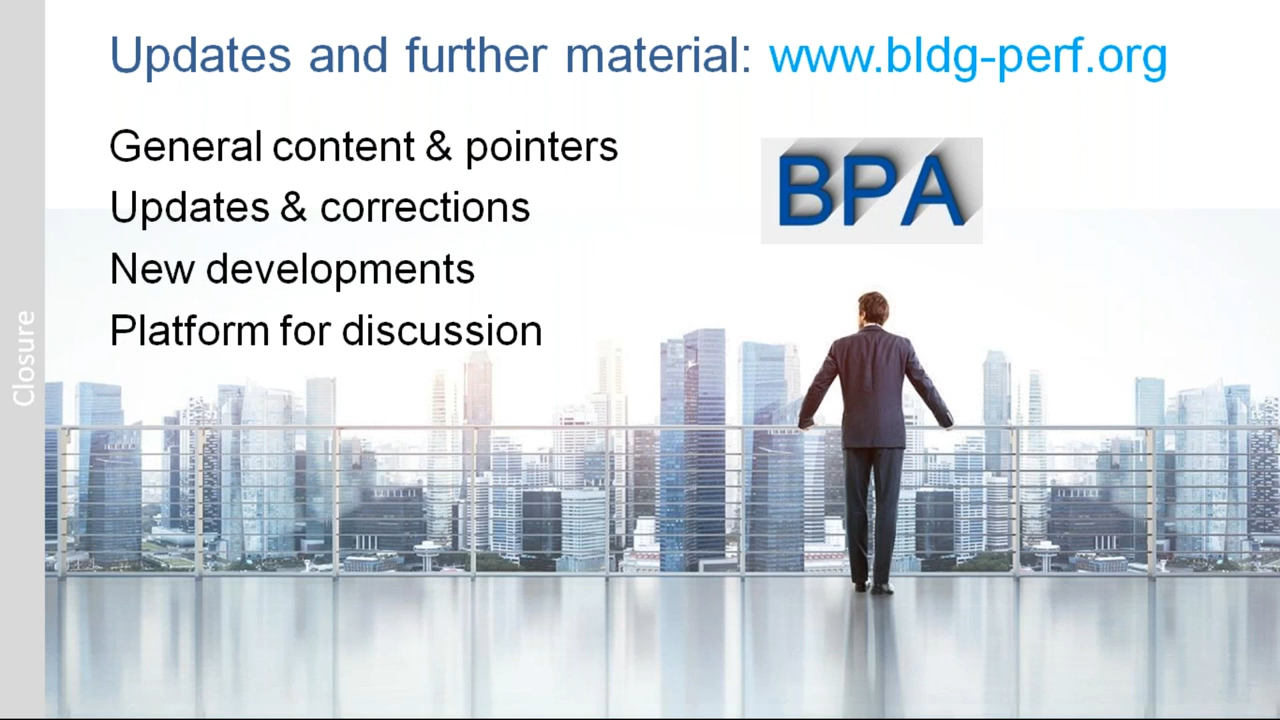 Updates and further material: www.bldg-perf.org
General content & pointers
Updates & corrections
New developments
Platform for discussion
BPA
Closure